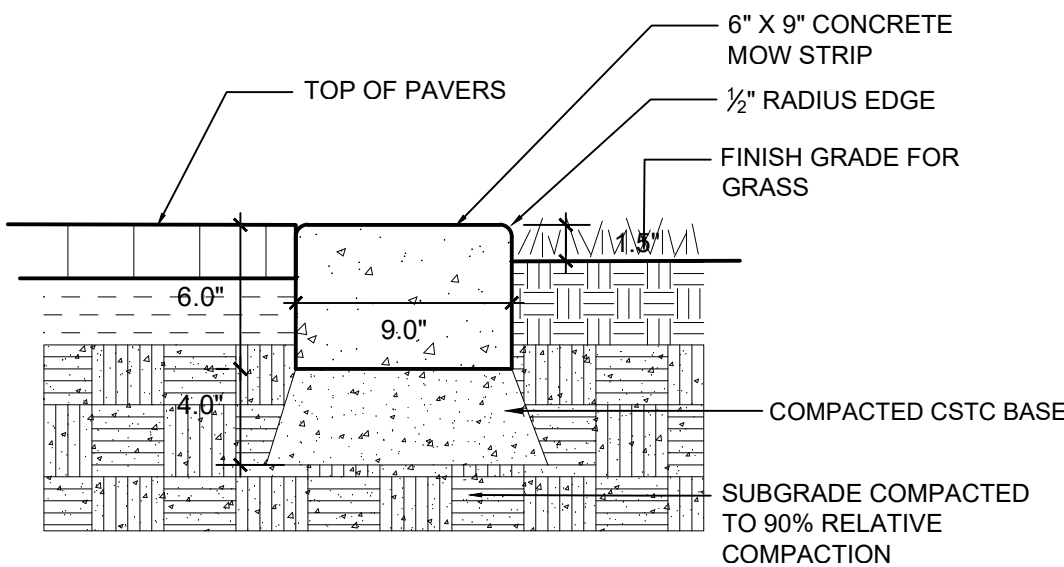 6" X 9" CONCRETE
MOW STRIP
TOP OF PAVERS
½" RADIUS EDGE
FINISH GRADE FOR
GRASS
1.5"
6.0"
9.0"
4.0"
COMPACTED CSTC BASE
SUBGRADE COMPACTED
TO 90% RELATIVE
COMPACTION